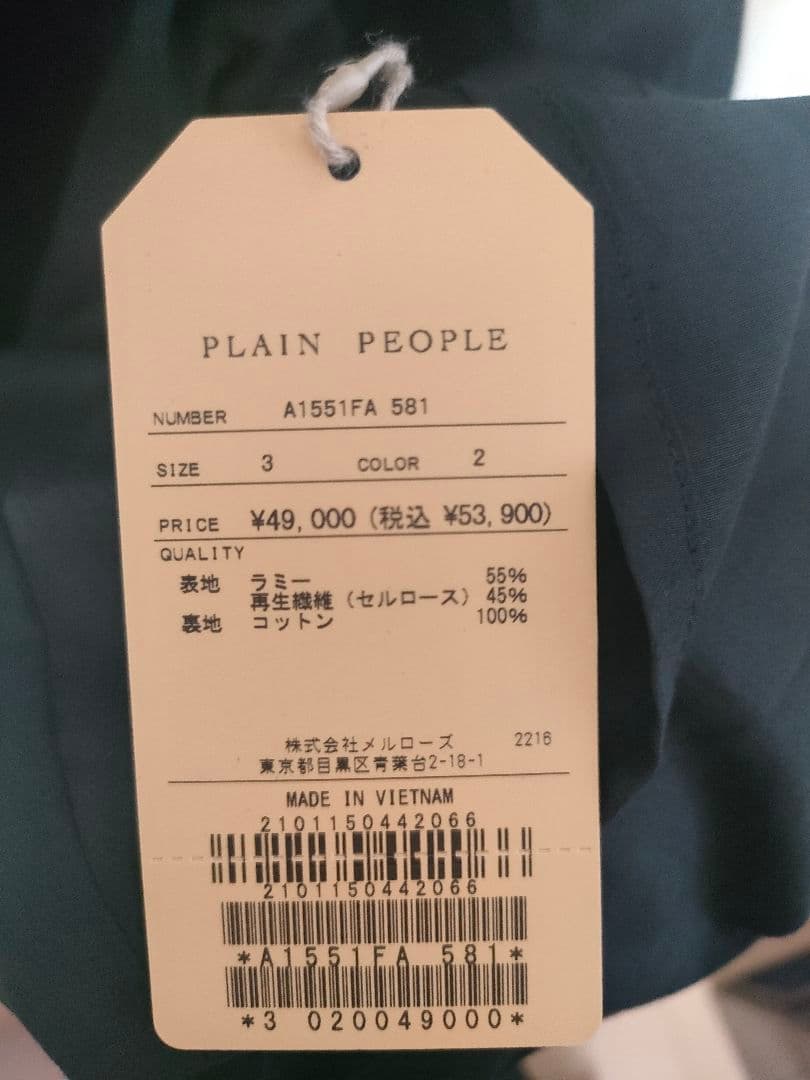 PLAIN PEOPLE
NUMBER A1551FA 581
SIZE 3 COLOR 2
PRICE ¥49,000 (税込 ¥53,900)
QUALITY
表地 ラミー 55%
再生繊維(セルロース) 45%
裏地 コットン 100%
株式会社メルローズ 2216
東京都目黒区青葉台2-18-1
MADE IN VIETNAM
2101150442066
2101150442066
*A1551FA 581*
*3 020049000*